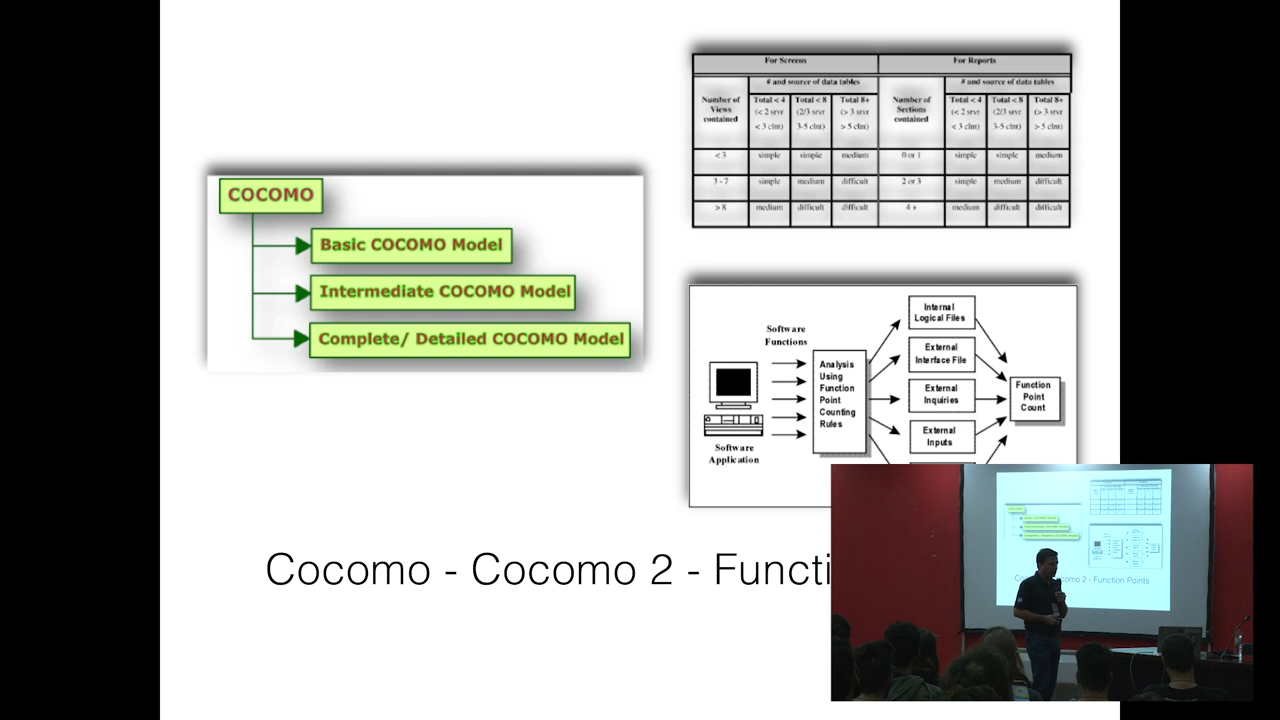 COCOMO
Basic COCOMO Model
Intermediate COCOMO Model
Complete/ Detailed COCOMO Model
For Screens For Reports
Number of Views contained # and source of data tables Number of Sections contained # and source of data tables
Total < 4 (< 2 srvr < 3 clnt) Total < 8 (2/3 srvr 3-5 clnt) Total 8+ (> 3 srvr > 5 clnt) Total < 4 (< 2 srvr < 3 clnt) Total < 8 (2/3 srvr 3-5 clnt) Total 8+ (> 3 srvr > 5 clnt)
< 3 simple simple medium 0 or 1 simple simple medium
3 - 7 simple medium difficult 2 or 3 simple medium difficult
> 8 medium difficult difficult 4 + medium difficult difficult
Software
Functions
Software
Application
Analysis
Using
Function
Point
Counting
Rules
Internal
Logical Files
External
Interface File
External
Inquiries
External
Inputs
Function
Point
Count
Cocomo - Cocomo 2 - Functi
Cocomo 2 - Function Points